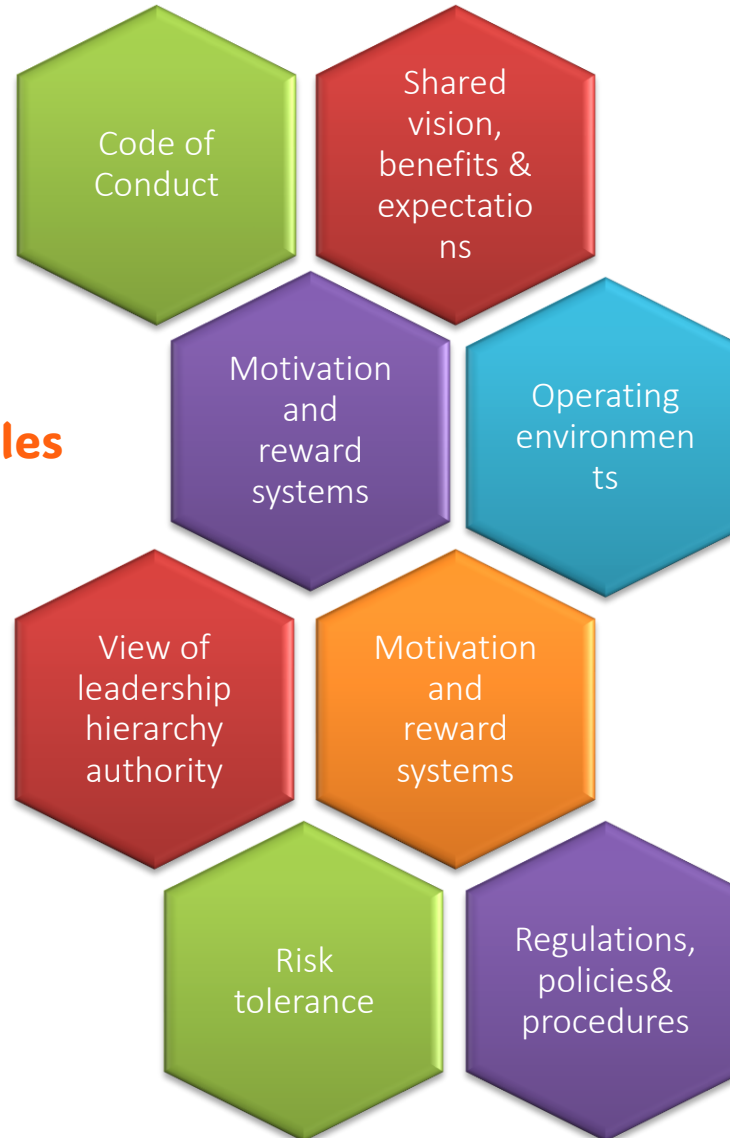 Code of
Conduct
Shared
vision,
benefits &
expectatio
ns
Motivation
and
reward
systems
Operating
environmen
ts
les
View of
leadership
hierarchy
authority
Motivation
and
reward
systems
Risk
tolerance
Regulations,
policies&
procedures